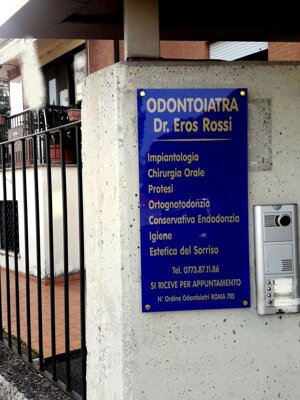 ODONTOIATRA
Dr. Eros Rossi
Implantologia
Chirurgia Orale
Protesi
Ortognatodonzia
Conservativa Endodonzia
Igiene
Estetica del Sorriso
Tel. 0773.87.11.86
SI RICEVE PER APPUNTAMENTO
N° Ordine Odontoiatri ROMA 785